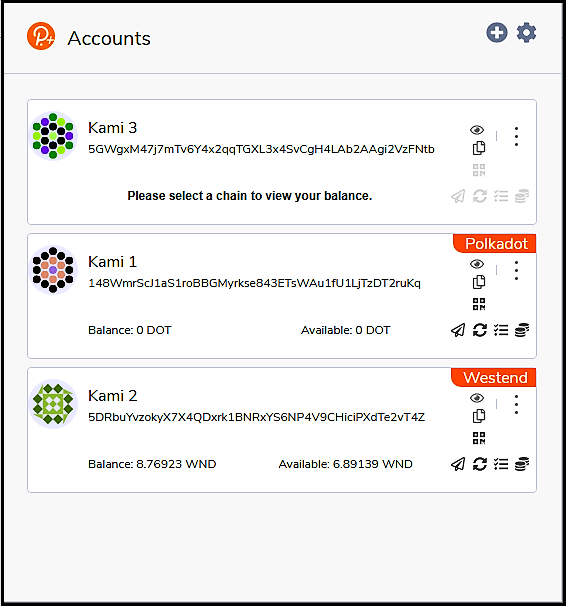 Accounts
Kami 3
5GWgxM47j7mTv6Y4x2qqTGXL3x4SvCgH4LAb2AAgi2VzFNtb
Please select a chain to view your balance.
Polkadot
Kami 1
148WmrScJ1aS1roBBGMyrkse843ETsWAu1fU1LjTzDT2ruKq
Balance: 0 DOT Available: 0 DOT
Westend
Kami 2
5DRbuYvzokyX7X4QDxrk1BNRxYS6NP4V9CHiciPXdTe2vT4Z
Balance: 8.76923 WND Available: 6.89139 WND